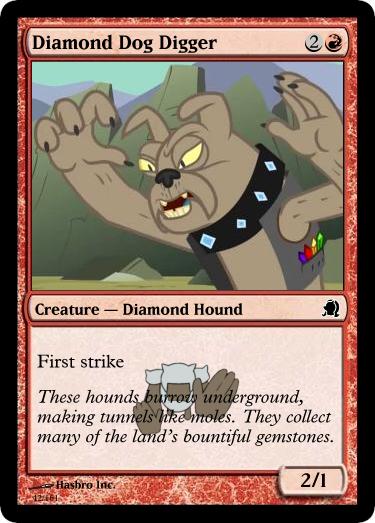 Diamond Dog Digger 2
Creature — Diamond Hound
First strike
These hounds burrow underground,
making tunnels like moles. They collect
many of the land's bountiful gemstones.
2/1
Hasbro Inc.